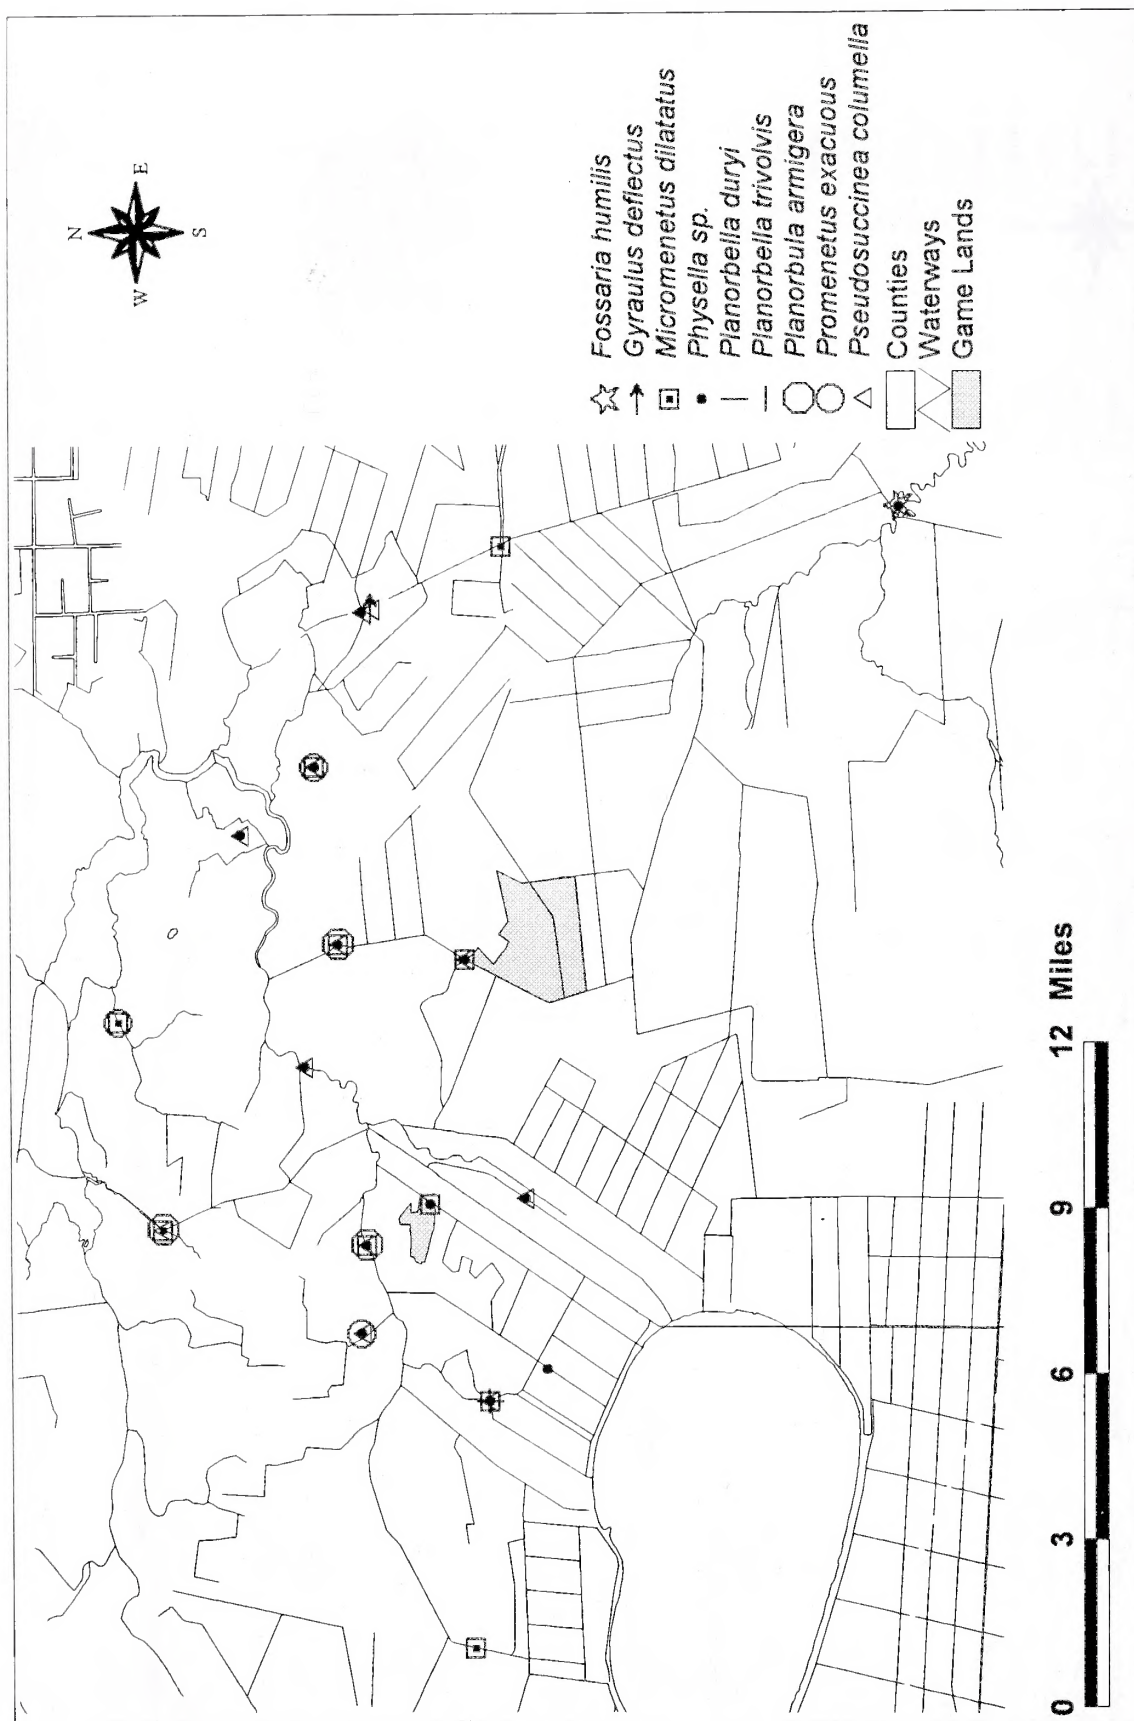 N
W
E
S
Fossaria humilis
Gyraulus deflectus
Micromenetus dilatatus
Physella sp.
Planorbella duryi
Planorbella trivolvis
Planorbula armigera
Promenetus exacuous
Pseudosuccinea columella
Counties
Waterways
Game Lands
0 3 6 9 12 Miles